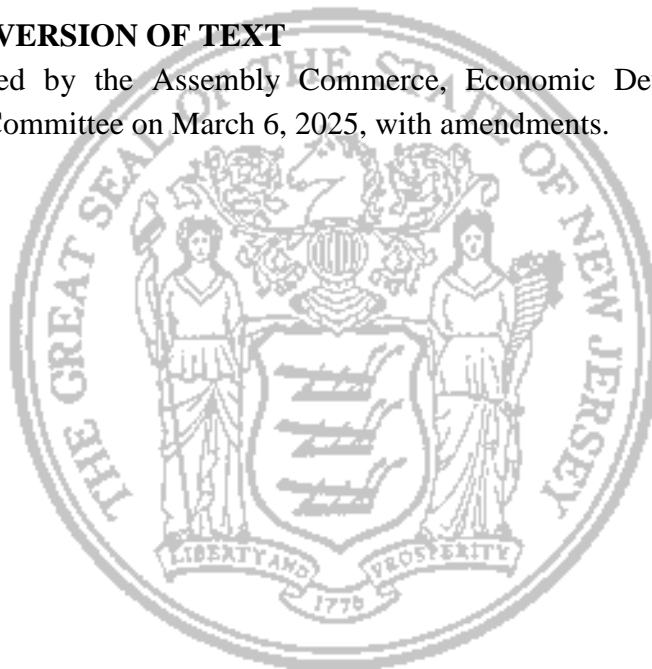 VERSION OF TEXT
ed by the Assembly Commerce, Economic De
Committee on March 6, 2025, with amendments.
THE GREAT SEAL OF THE STATE OF NEW JERSEY
LIBERTY AND PROSPERITY
1776